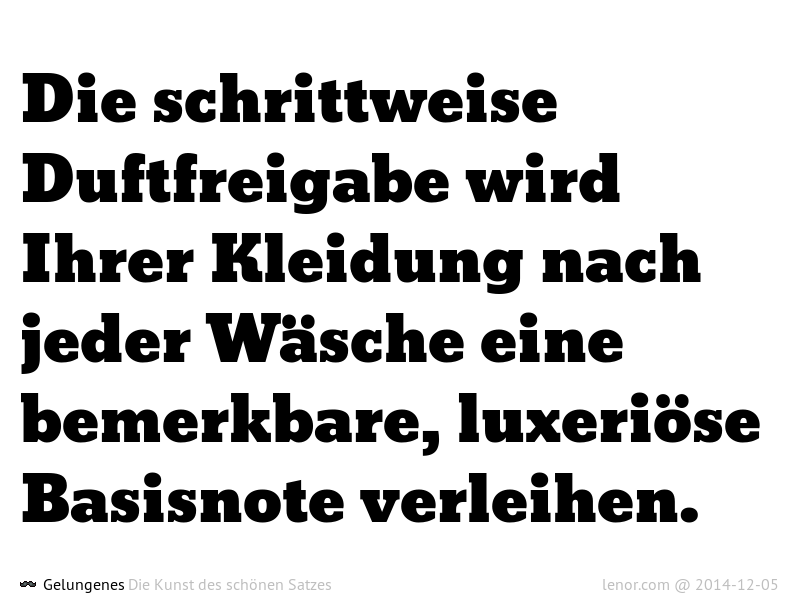 Die schrittweise
Duftfreigabe wird
Ihrer Kleidung nach
jeder Wäsche eine
bemerkbare, luxeriöse
Basisnote verleihen.
Gelungenes Die Kunst des schönen Satzes
lenor.com @ 2014-12-05